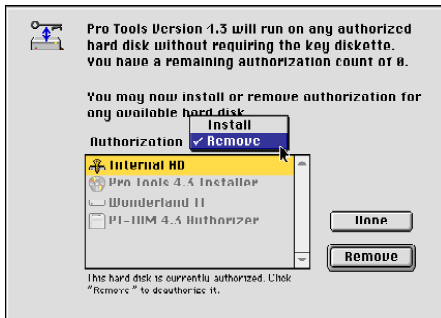 Pro Tools Version 4.3 will run on any authorized
hard disk without requiring the key diskette.
You have a remaining authorization count of 0.
You may now install or remove authorization for
any available hard disk
Install
Authorization ✓ Remove
Internal HD
Pro Tools 4.3 Installer
Wonderland II
PT-TDM 4.3 Authorizer
Done
Remove
This hard disk is currently authorized. Click
"Remove" to deauthorize it.